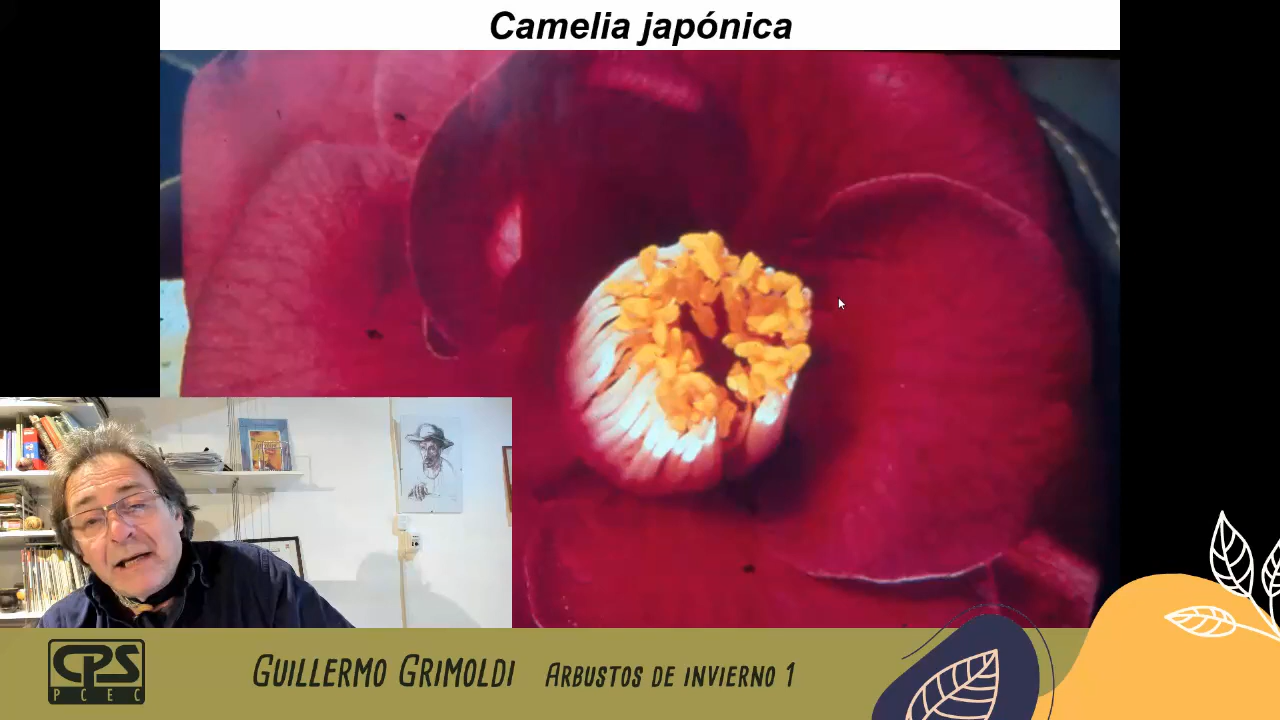 Camelia japónica
GUILLERMO GRIMOLDI ARBUSTOS DE INVIERNO 1
CPS
PCEC